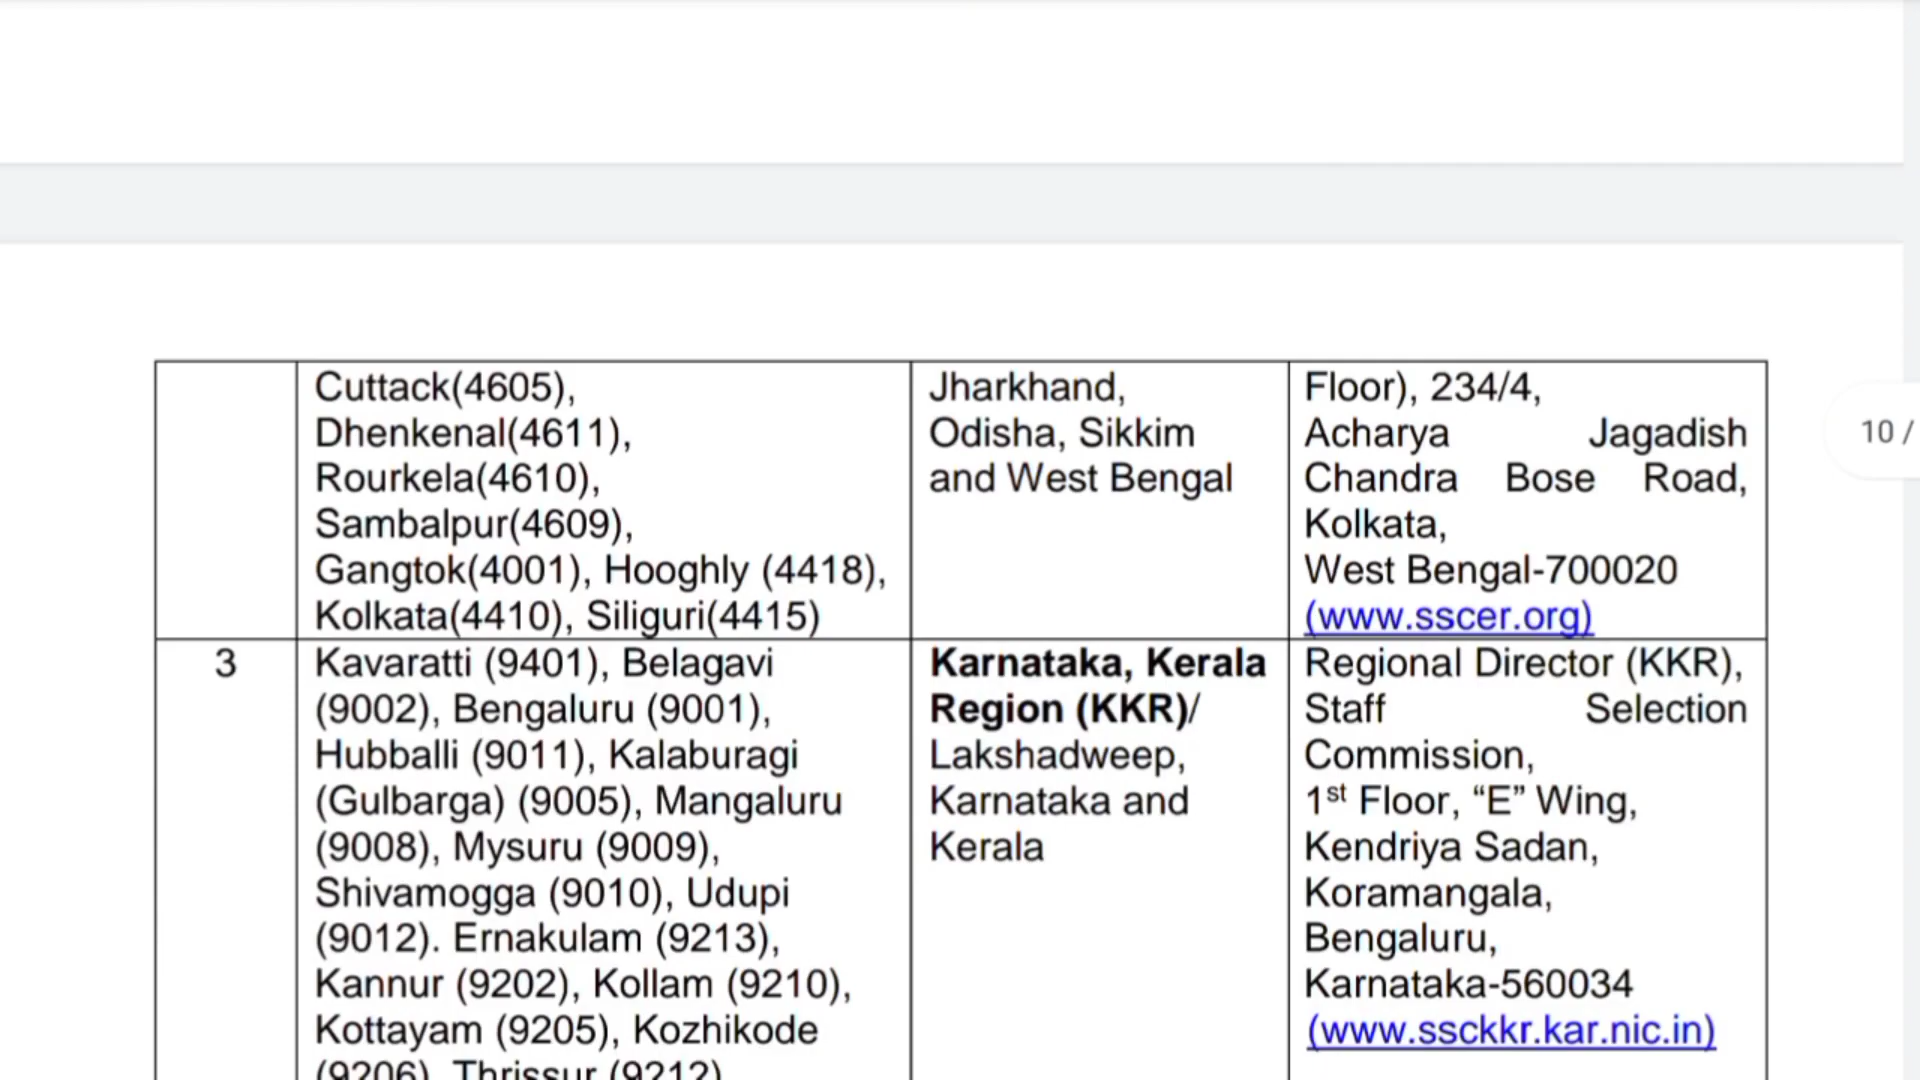 Cuttack(4605),
Dhenkenal(4611),
Rourkela(4610),
Sambalpur(4609),
Gangtok(4001), Hooghly (4418),
Kolkata(4410), Siliguri(4415)
Jharkhand,
Odisha, Sikkim
and West Bengal
Floor), 234/4,
Acharya Jagadish
Chandra Bose Road,
Kolkata,
West Bengal-700020
(www.sscer.org)
10 /
3
Kavaratti (9401), Belagavi
(9002), Bengaluru (9001),
Hubballi (9011), Kalaburagi
(Gulbarga) (9005), Mangaluru
(9008), Mysuru (9009),
Shivamogga (9010), Udupi
(9012). Ernakulam (9213),
Kannur (9202), Kollam (9210),
Kottayam (9205), Kozhikode
(9206), Thrissur (9212)
Karnataka, Kerala
Region (KKR)/
Lakshadweep,
Karnataka and
Kerala
Regional Director (KKR),
Staff Selection
Commission,
1st Floor, “E” Wing,
Kendriya Sadan,
Koramangala,
Bengaluru,
Karnataka-560034
(www.ssckkr.kar.nic.in)